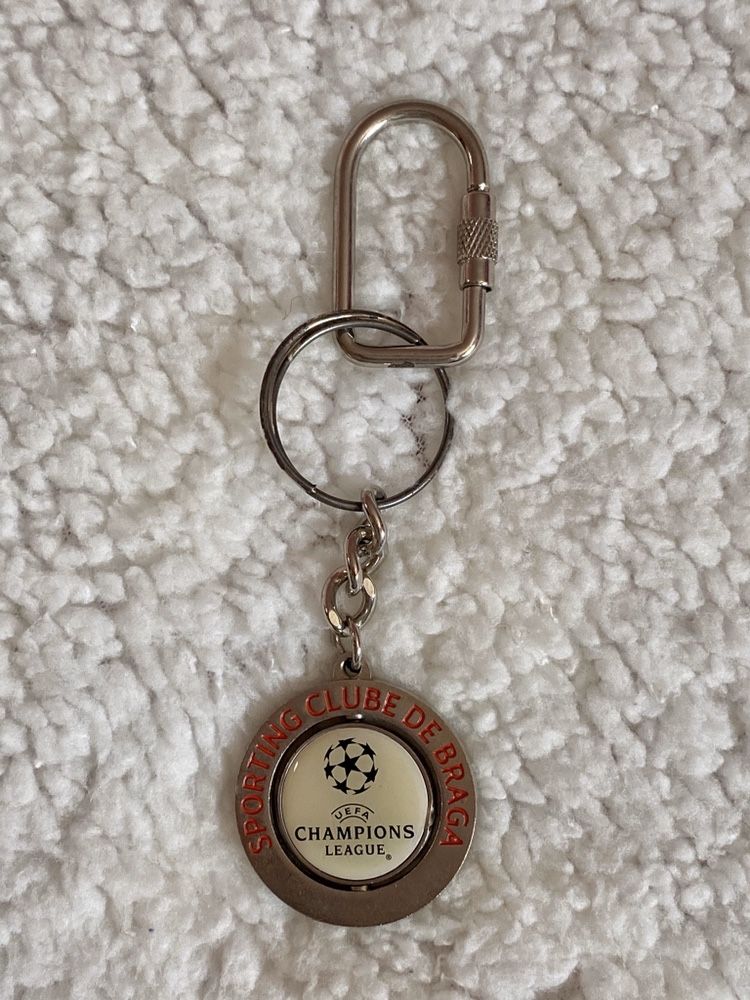 SPORTING CLUBE DE BRAGA
UEFA
CHAMPIONS
LEAGUE®